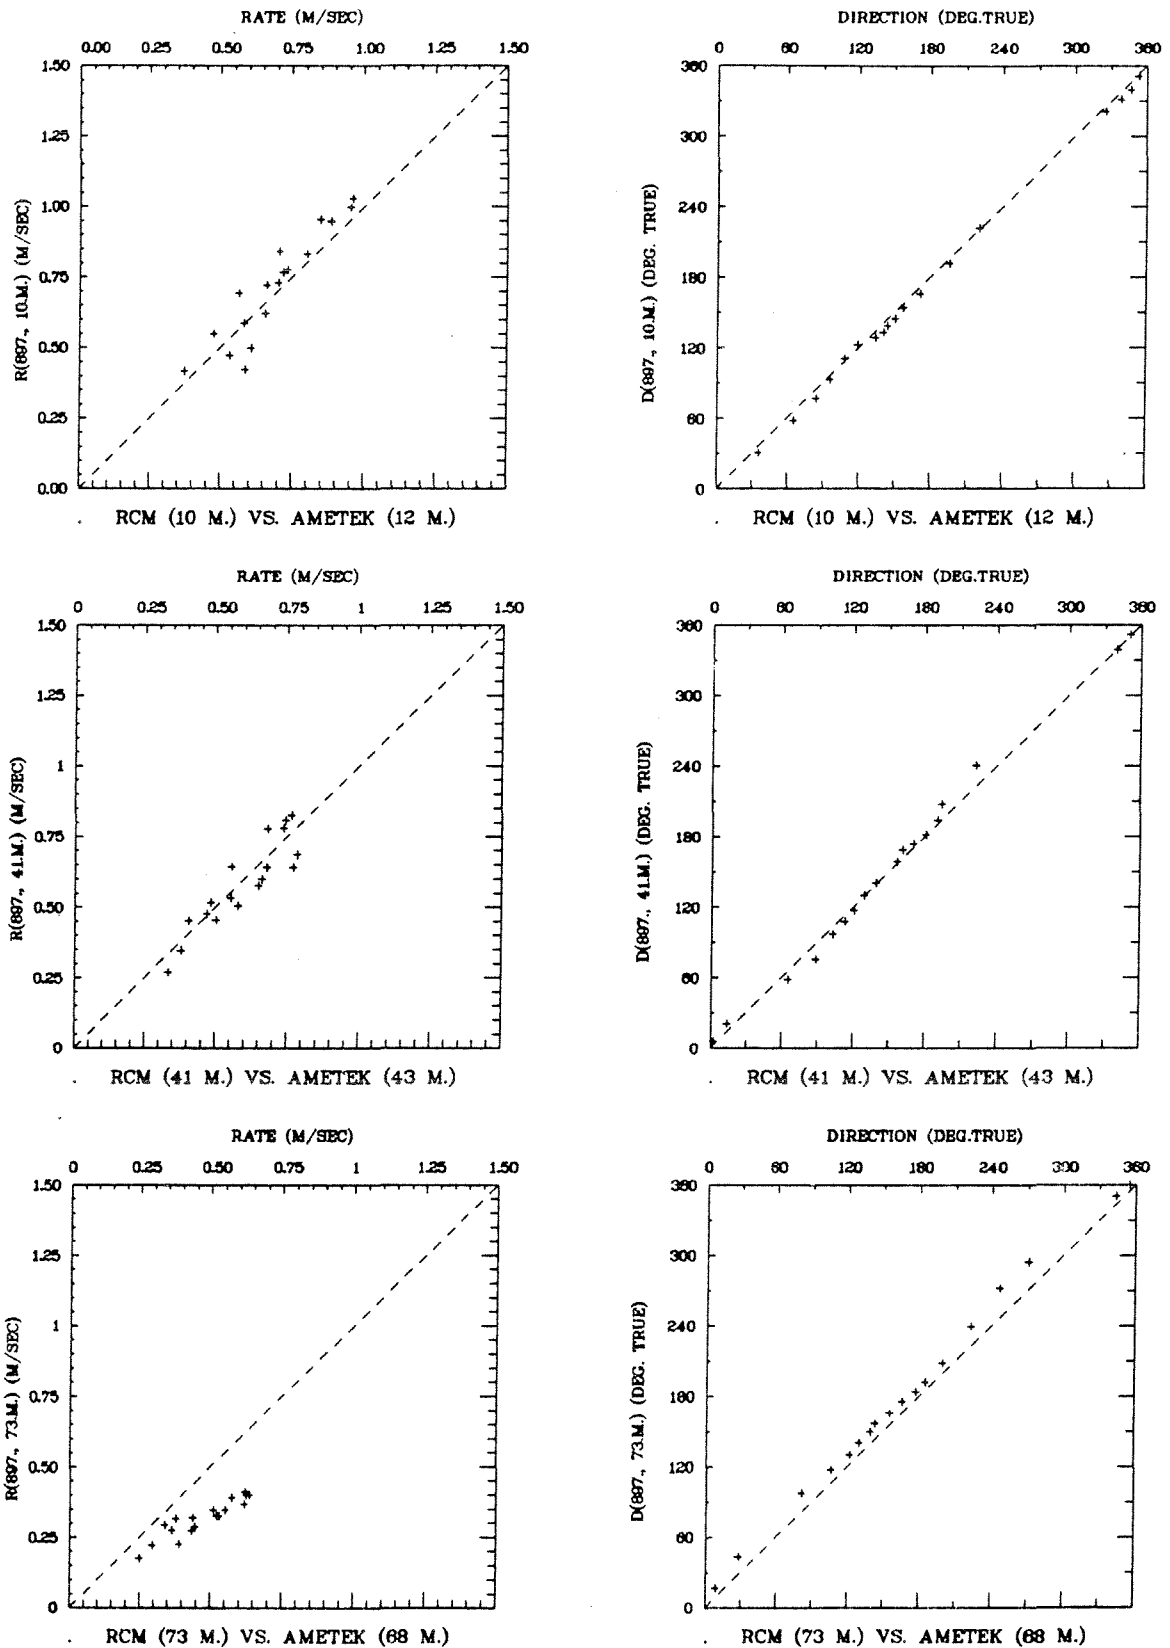 RATE (M/SEC)
0.00 0.25 0.50 0.75 1.00 1.25 1.50
1.50
1.25
1.00
0.75
0.50
0.25
0.00
R(897., 10.M.) (M/SEC)
RCM (10 M.) VS. AMETEK (12 M.)
DIRECTION (DEG.TRUE)
0 60 120 180 240 300 360
360
300
240
180
120
60
0
D(897., 10.M.) (DEG. TRUE)
RCM (10 M.) VS. AMETEK (12 M.)
RATE (M/SEC)
0 0.25 0.50 0.75 1 1.25 1.50
1.50
1.25
1
0.75
0.50
0.25
0
R(897., 41.M.) (M/SEC)
RCM (41 M.) VS. AMETEK (43 M.)
DIRECTION (DEG.TRUE)
0 60 120 180 240 300 360
360
300
240
180
120
60
0
D(897., 41.M.) (DEG. TRUE)
RCM (41 M.) VS. AMETEK (43 M.)
RATE (M/SEC)
0 0.25 0.50 0.75 1 1.25 1.50
1.50
1.25
1
0.75
0.50
0.25
0
R(897., 73.M.) (M/SEC)
RCM (73 M.) VS. AMETEK (68 M.)
DIRECTION (DEG.TRUE)
0 60 120 180 240 300 360
360
300
240
180
120
60
0
D(897., 73.M.) (DEG. TRUE)
RCM (73 M.) VS. AMETEK (68 M.)